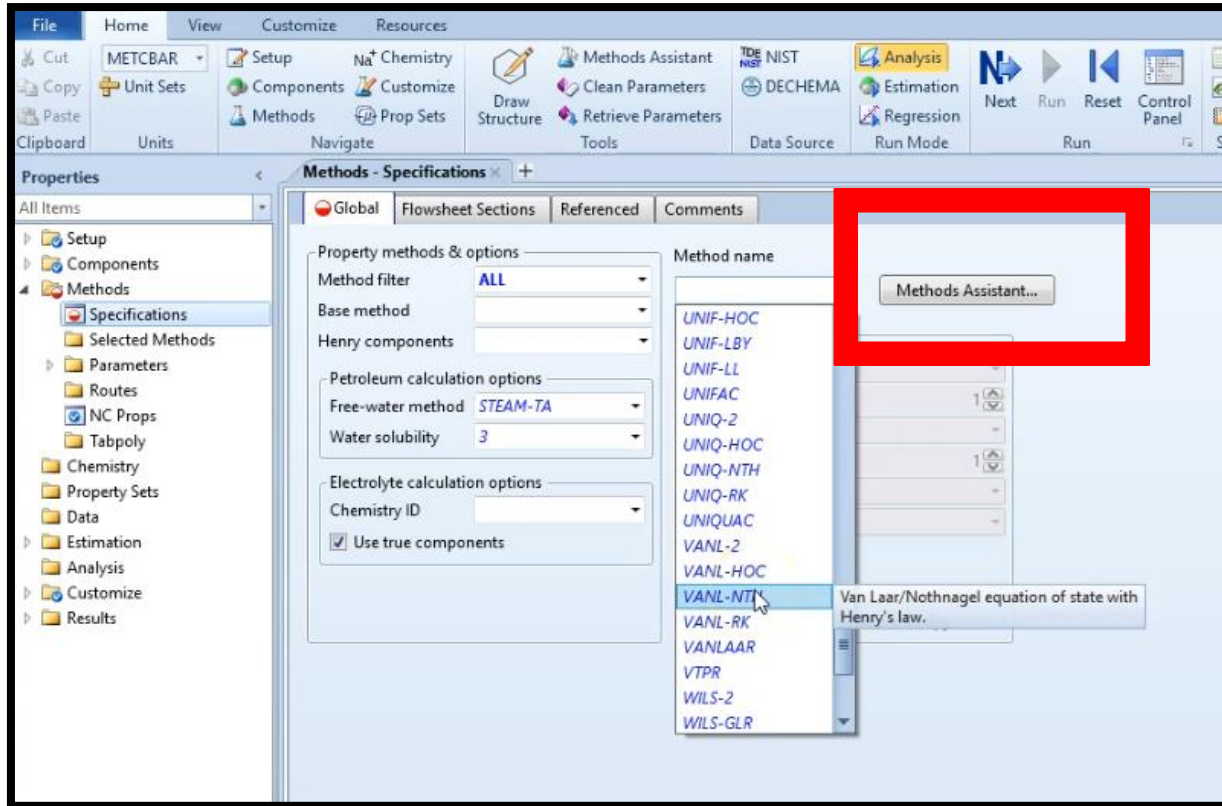 File Home View Customize Resources
Cut METCBAR Setup Na+ Chemistry Methods Assistant NIST Analysis
Copy Unit Sets Components Customize Draw Structure Clean Parameters DECHEMA Estimation Next Run Reset Control Panel
Paste Methods Prop Sets Retrieve Parameters Regression
Clipboard Units Navigate Tools Data Source Run Mode Run
Properties
Methods - Specifications
All Items
Global Flowsheet Sections Referenced Comments
Setup
Components
Methods
Specifications
Selected Methods
Parameters
Routes
NC Props
Tabpoly
Chemistry
Property Sets
Data
Estimation
Analysis
Customize
Results
Property methods & options
Method filter ALL
Base method
Henry components
Petroleum calculation options
Free-water method STEAM-TA
Water solubility 3
Electrolyte calculation options
Chemistry ID
Use true components
Method name
Methods Assistant...
UNIF-HOC
UNIF-LBY
UNIF-LL
UNIFAC
UNIQ-2
UNIQ-HOC
UNIQ-NTH
UNIQ-RK
UNIQUAC
VANL-2
VANL-HOC
VANL-NTH
VANL-RK
VANLAAR
VTPR
WILS-2
WILS-GLR
1
1
Van Laar/Nothnagel equation of state with
Henry's law.